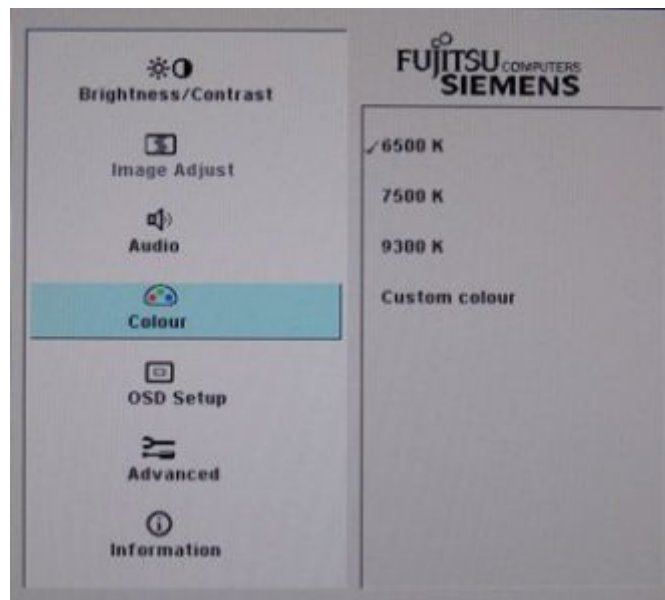 Brightness/Contrast
Image Adjust
Audio
Colour
OSD Setup
Advanced
Information
FUJITSU COMPUTERS
SIEMENS
✓6500 K
7500 K
9300 K
Custom colour